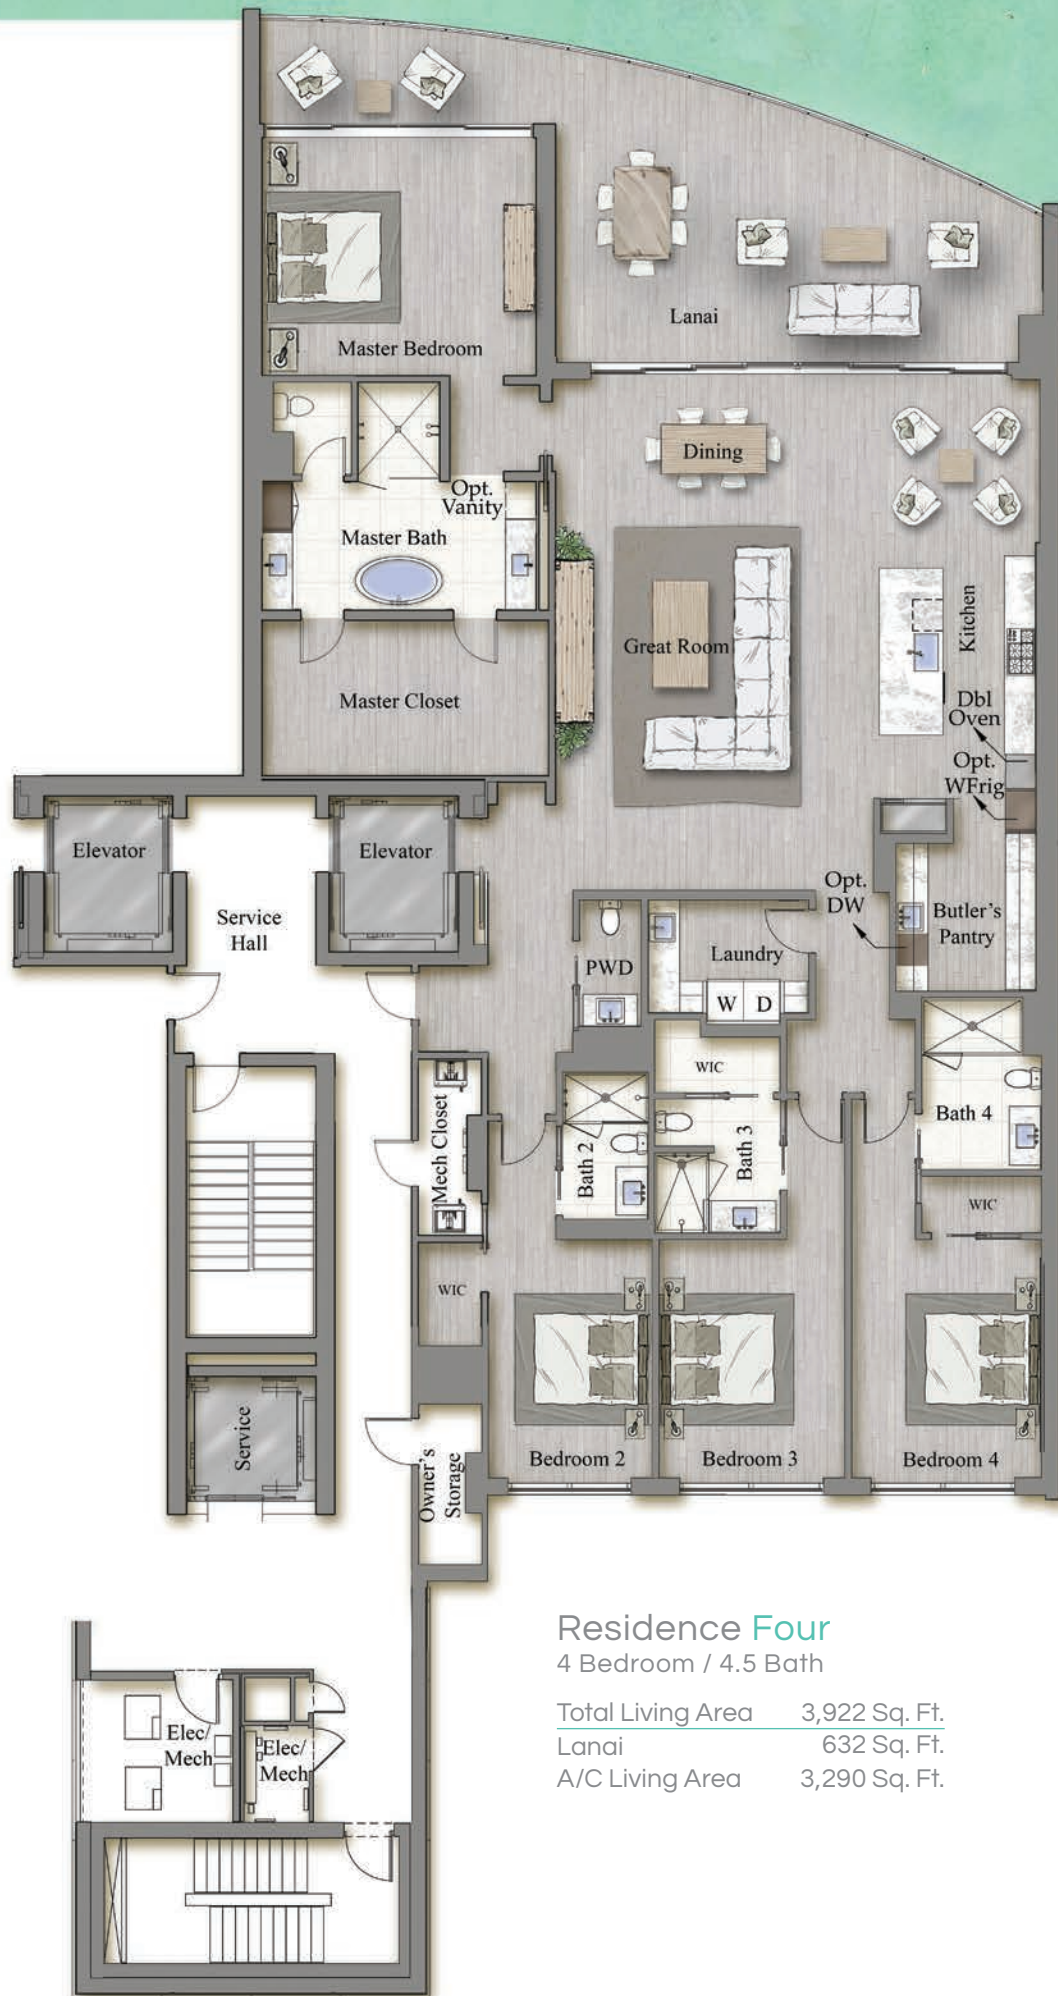 Lanai
Master Bedroom
Dining
Opt.
Vanity
Master Bath
Kitchen
Great Room
Master Closet
Dbl
Oven
Opt.
WFrig
Elevator
Elevator
Opt.
DW
Service
Hall
Butler's
Pantry
PWD
Laundry
W D
WIC
Mech Closet
Bath 2
Bath 3
Bath 4
WIC
WIC
Service
Owner's
Storage
Bedroom 2
Bedroom 3
Bedroom 4
Elec/
Mech
Elec/
Mech
Residence Four
4 Bedroom / 4.5 Bath
Total Living Area 3,922 Sq. Ft.
Lanai 632 Sq. Ft.
A/C Living Area 3,290 Sq. Ft.